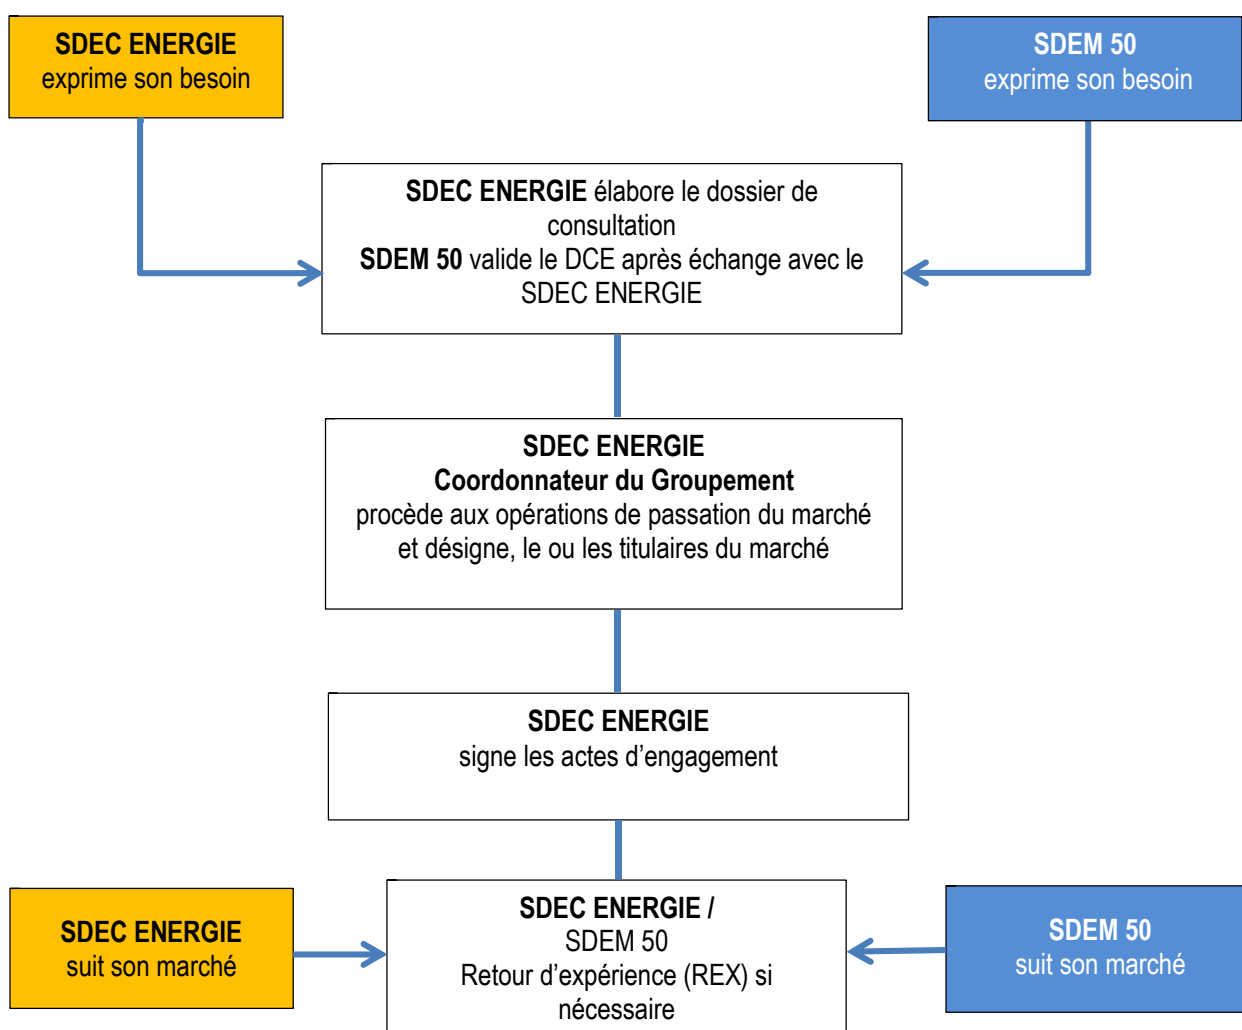 SDEC ENERGIE
exprime son besoin
SDEM 50
exprime son besoin
SDEC ENERGIE élabore le dossier de
consultation
SDEM 50 valide le DCE après échange avec le
SDEC ENERGIE
SDEC ENERGIE
Coordonnateur du Groupement
procède aux opérations de passation du marché
et désigne, le ou les titulaires du marché
SDEC ENERGIE
signe les actes d’engagement
SDEC ENERGIE
suit son marché
SDEC ENERGIE /
SDEM 50
Retour d’expérience (REX) si
nécessaire
SDEM 50
suit son marché